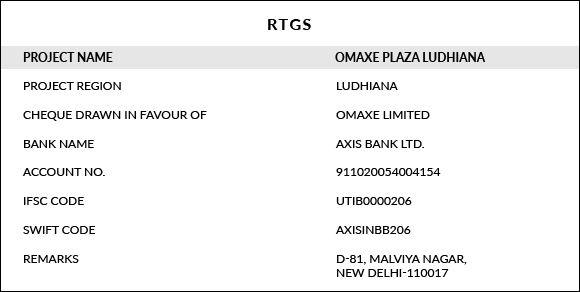 RTGS
PROJECT NAME OMAXE PLAZA LUDHIANA
PROJECT REGION LUDHIANA
CHEQUE DRAWN IN FAVOUR OF OMAXE LIMITED
BANK NAME AXIS BANK LTD.
ACCOUNT NO. 911020054004154
IFSC CODE UTIB0000206
SWIFT CODE AXISINBB206
REMARKS D-81, MALVIYA NAGAR,
NEW DELHI-110017